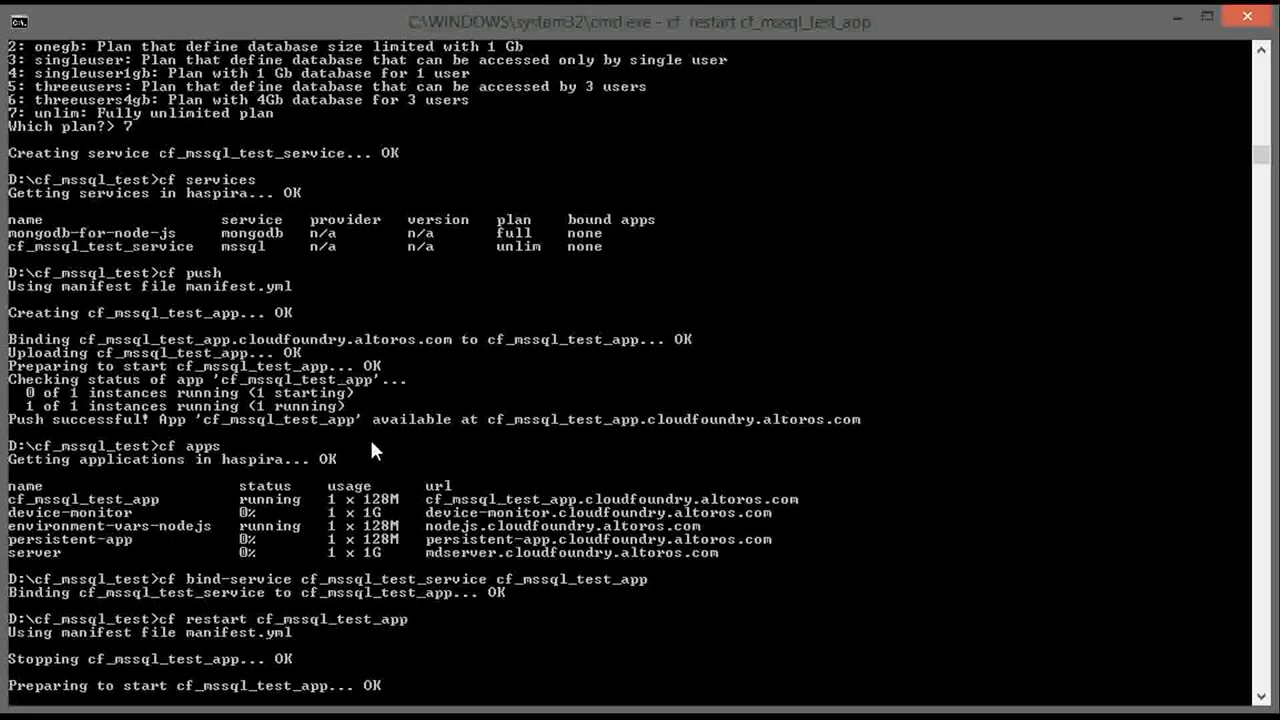 C:\WINDOWS\system32\cmd.exe - cf restart cf_mssql_test_app
2: onegb: Plan that define database size limited with 1 Gb
3: singleuser: Plan that define database that can be accessed only by single user
4: singleuser1gb: Plan with 1 Gb database for 1 user
5: threeusers: Plan that define database that can be accessed by 3 users
6: threeusers4gb: Plan with 4Gb database for 3 users
7: unlim: Fully unlimited plan
Which plan?> 7
Creating service cf_mssql_test_service... OK
D:\cf_mssql_test>cf services
Getting services in haspira... OK
name service provider version plan bound apps
mongodb-for-node-js mongodb n/a n/a full none
cf_mssql_test_service mssql n/a n/a unlim none
D:\cf_mssql_test>cf push
Using manifest file manifest.yml
Creating cf_mssql_test_app... OK
Binding cf_mssql_test_app.cloudfoundry.altoros.com to cf_mssql_test_app... OK
Uploading cf_mssql_test_app... OK
Preparing to start cf_mssql_test_app... OK
Checking status of app 'cf_mssql_test_app'...
0 of 1 instances running (1 starting)
1 of 1 instances running (1 running)
Push successful! App 'cf_mssql_test_app' available at cf_mssql_test_app.cloudfoundry.altoros.com
D:\cf_mssql_test>cf apps
Getting applications in haspira... OK
name status usage url
cf_mssql_test_app running 1 x 128M cf_mssql_test_app.cloudfoundry.altoros.com
device-monitor 0% 1 x 1G device-monitor.cloudfoundry.altoros.com
environment-vars-nodejs running 1 x 128M nodejs.cloudfoundry.altoros.com
persistent-app 0% 1 x 128M persistent-app.cloudfoundry.altoros.com
server 0% 1 x 1G mdserver.cloudfoundry.altoros.com
D:\cf_mssql_test>cf bind-service cf_mssql_test_service cf_mssql_test_app
Binding cf_mssql_test_service to cf_mssql_test_app... OK
D:\cf_mssql_test>cf restart cf_mssql_test_app
Using manifest file manifest.yml
Stopping cf_mssql_test_app... OK
Preparing to start cf_mssql_test_app... OK